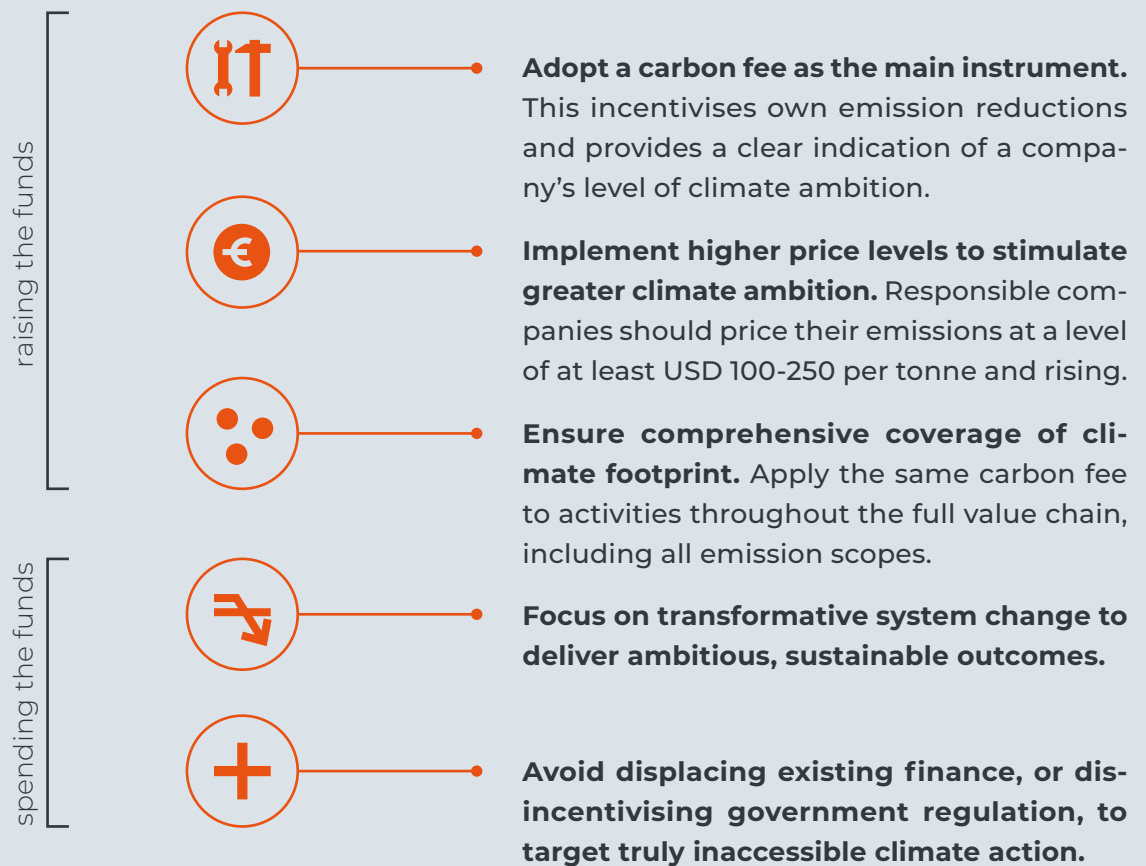 raising the funds
Adopt a carbon fee as the main instrument.
This incentivises own emission reductions
and provides a clear indication of a compa-
ny's level of climate ambition.
€
Implement higher price levels to stimulate
greater climate ambition. Responsible com-
panies should price their emissions at a level
of at least USD 100-250 per tonne and rising.
Ensure comprehensive coverage of cli-
mate footprint. Apply the same carbon fee
to activities throughout the full value chain,
including all emission scopes.
spending the funds
Focus on transformative system change to
deliver ambitious, sustainable outcomes.
Avoid displacing existing finance, or dis-
incentivising government regulation, to
target truly inaccessible climate action.